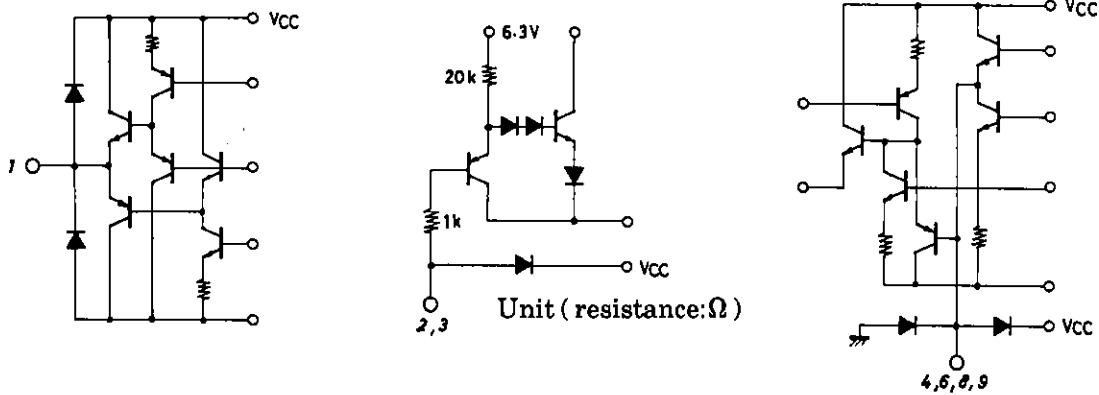 VCC
1
6.3V
20k
1k
VCC
2,3
Unit (resistance:Ω)
VCC
VCC
4,6,8,9